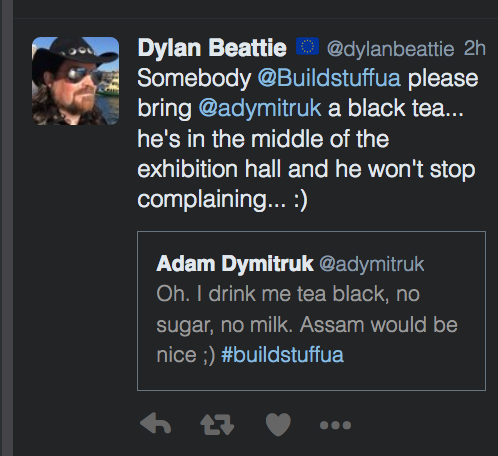 Dylan Beattie 🇪🇺 @dylanbeattie 2h
Somebody @Buildstuffua please
bring @adymitruk a black tea...
he's in the middle of the
exhibition hall and he won't stop
complaining... :)
Adam Dymitruk @adymitruk
Oh. I drink me tea black, no
sugar, no milk. Assam would be
nice ;) #buildstuffua